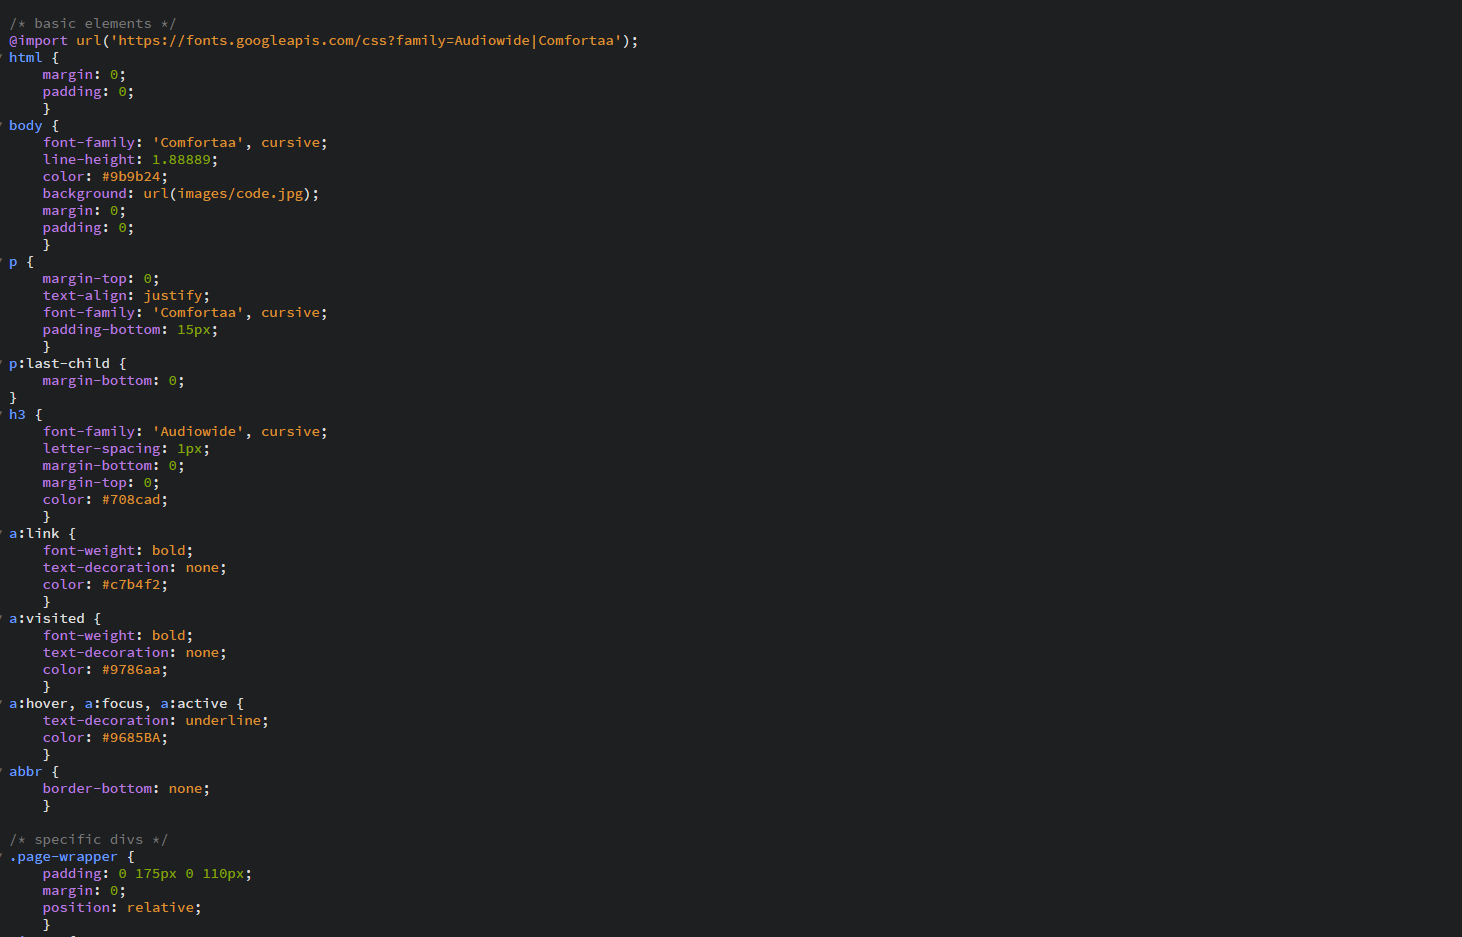 /* basic elements */
@import url('https://fonts.googleapis.com/css?family=Audiowide|Comfortaa');
html {
    margin: 0;
    padding: 0;
    }
body {
    font-family: 'Comfortaa', cursive;
    line-height: 1.88889;
    color: #9b9b24;
    background: url(images/code.jpg);
    margin: 0;
    padding: 0;
    }
p {
    margin-top: 0;
    text-align: justify;
    font-family: 'Comfortaa', cursive;
    padding-bottom: 15px;
    }
p:last-child {
    margin-bottom: 0;
}
h3 {
    font-family: 'Audiowide', cursive;
    letter-spacing: 1px;
    margin-bottom: 0;
    margin-top: 0;
    color: #708cad;
    }
a:link {
    font-weight: bold;
    text-decoration: none;
    color: #c7b4f2;
    }
a:visited {
    font-weight: bold;
    text-decoration: none;
    color: #9786aa;
    }
a:hover, a:focus, a:active {
    text-decoration: underline;
    color: #9685BA;
    }
abbr {
    border-bottom: none;
    }

/* specific divs */
.page-wrapper {
    padding: 0 175px 0 110px;
    margin: 0;
    position: relative;
    }